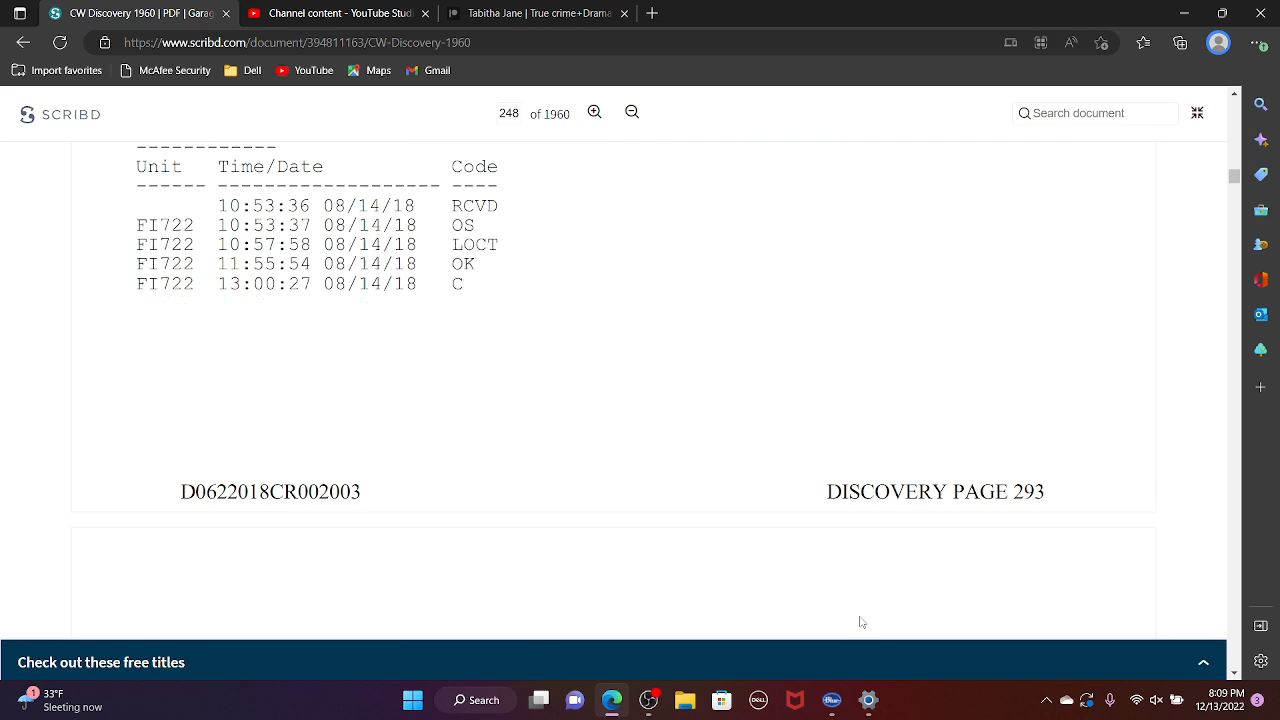 CW Discovery 1960 | PDF | Garag
Channel content - YouTube Studi
Tabitha Jane | True crime+Drama
https://www.scribd.com/document/394811163/CW-Discovery-1960
Import favorites
McAfee Security
Dell
YouTube
Maps
Gmail
SCRIBD
248 of 1960
Search document
------------
Unit Time/Date Code
------ ------------------- ----
10:53:36 08/14/18 RCVD
FI722 10:53:37 08/14/18 OS
FI722 10:57:58 08/14/18 LOCT
FI722 11:55:54 08/14/18 OK
FI722 13:00:27 08/14/18 C
D0622018CR002003 DISCOVERY PAGE 293
Check out these free titles
1
33°F
Sleeting now
Search
DELL
Blue
8:09 PM
12/13/2022
3